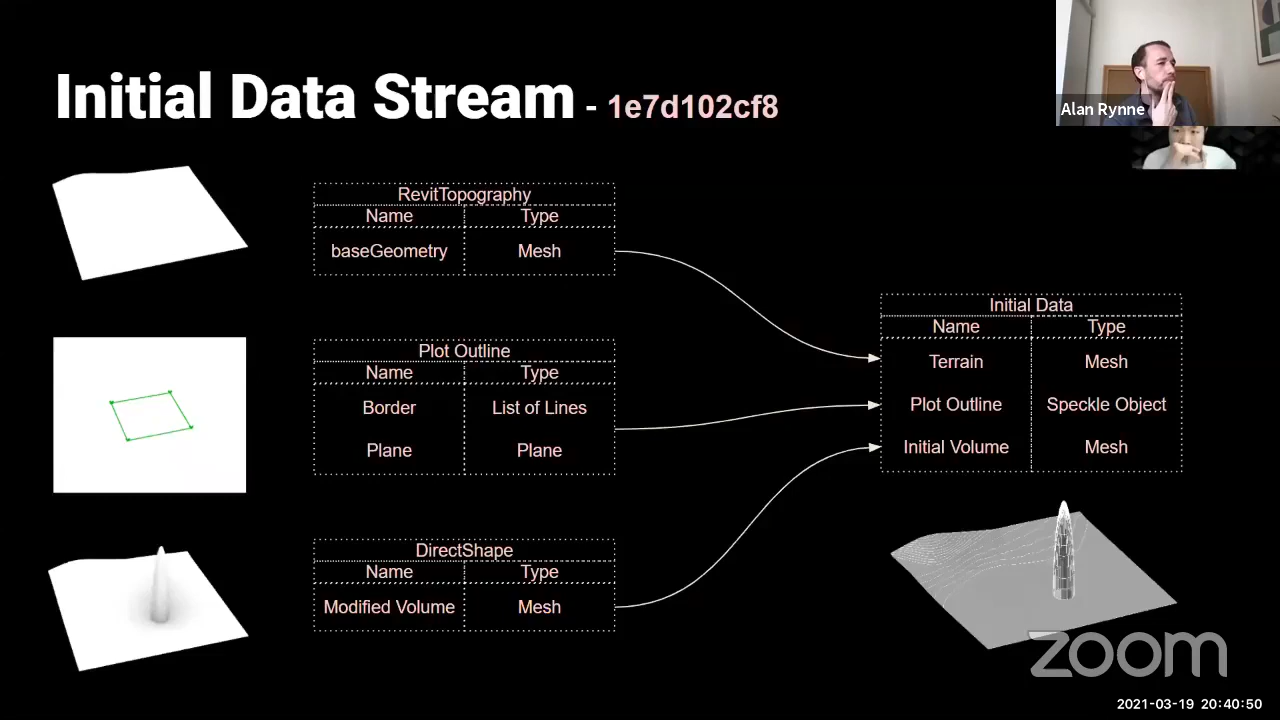 Initial Data Stream - 1e7d102cf8
Alan Rynne
RevitTopography
Name Type
baseGeometry Mesh
Plot Outline
Name Type
Border List of Lines
Plane Plane
DirectShape
Name Type
Modified Volume Mesh
Initial Data
Name Type
Terrain Mesh
Plot Outline Speckle Object
Initial Volume Mesh
zoom
2021-03-19 20:40:50